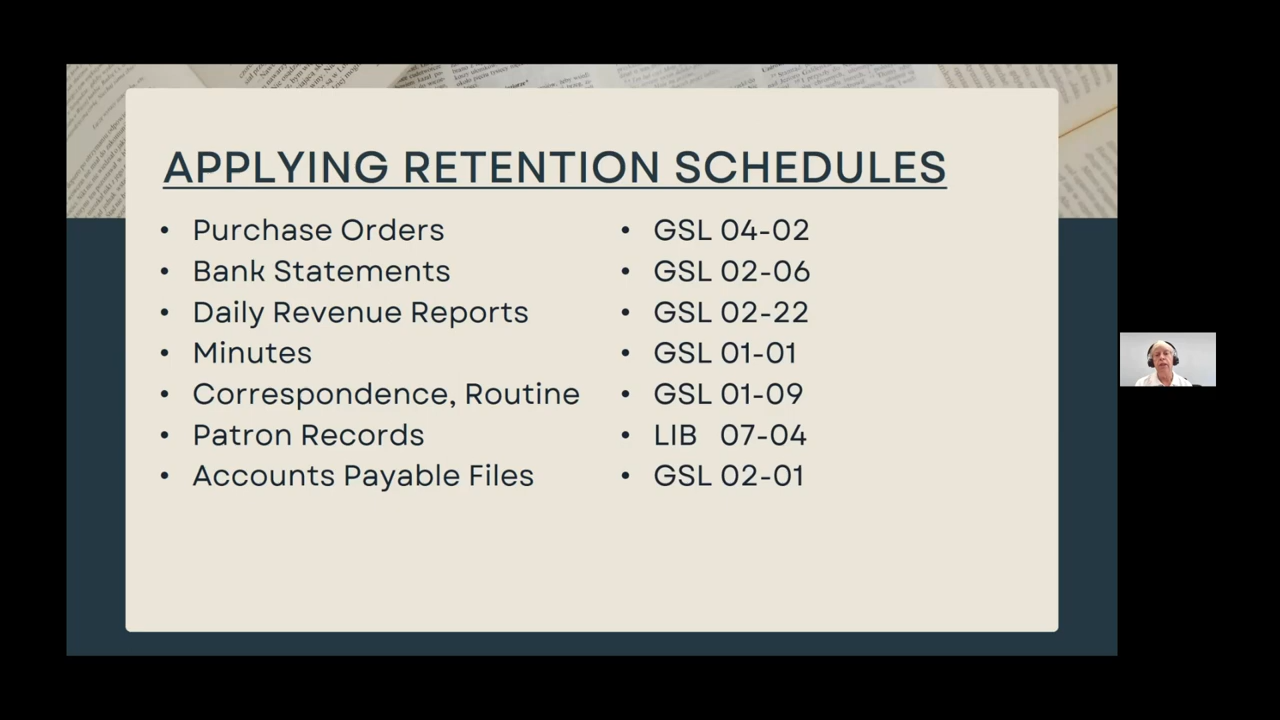 APPLYING RETENTION SCHEDULES
• Purchase Orders
• Bank Statements
• Daily Revenue Reports
• Minutes
• Correspondence, Routine
• Patron Records
• Accounts Payable Files
• GSL 04-02
• GSL 02-06
• GSL 02-22
• GSL 01-01
• GSL 01-09
• LIB 07-04
• GSL 02-01